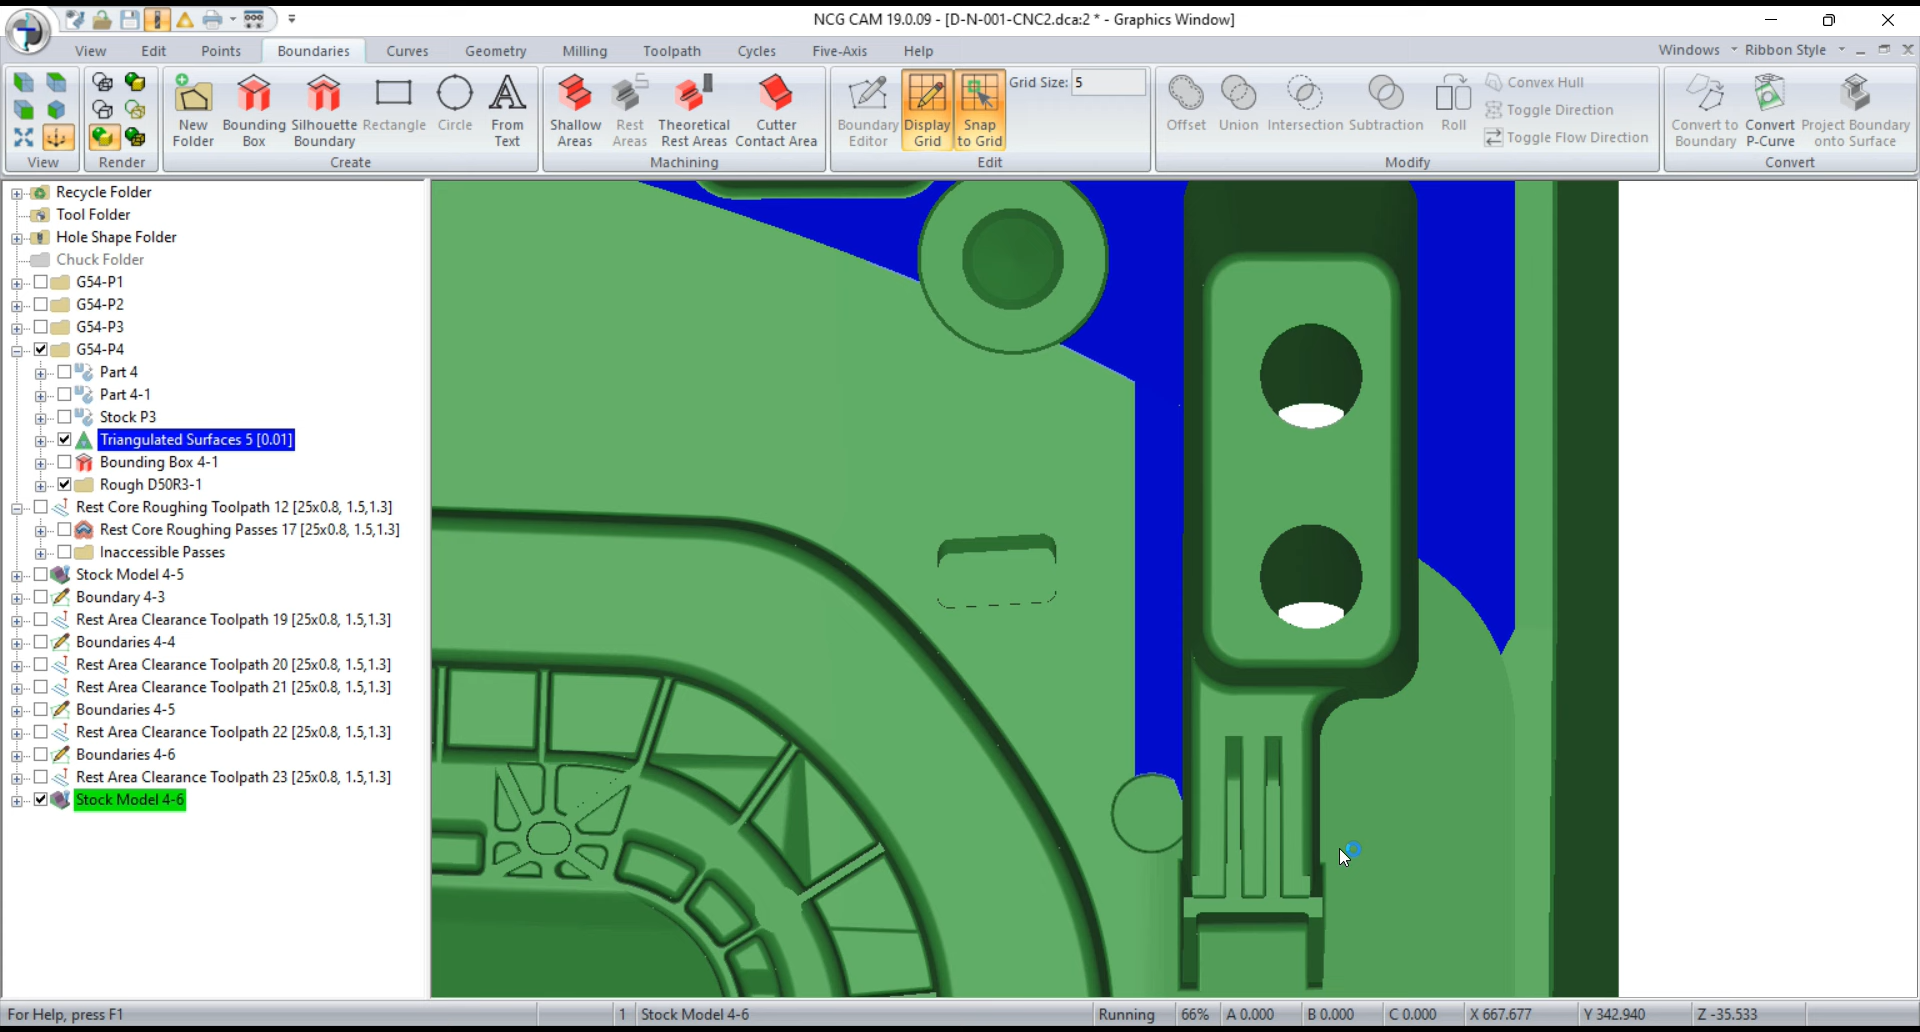 NCG CAM 19.0.09 - [D-N-001-CNC2.dca:2 * - Graphics Window]
View Edit Points Boundaries Curves Geometry Milling Toolpath Cycles Five-Axis Help Windows Ribbon Style
View
Render
New Folder
Bounding Box
Silhouette Boundary
Rectangle
Circle
From Text
Create
Shallow Areas
Rest Areas
Theoretical Rest Areas
Cutter Contact Area
Machining
Boundary Editor
Display Grid
Snap to Grid
Grid Size: 5
Edit
Offset
Union
Intersection
Subtraction
Roll
Convex Hull
Toggle Direction
Toggle Flow Direction
Modify
Convert to Boundary
Convert P-Curve
Project Boundary onto Surface
Convert
Recycle Folder
Tool Folder
Hole Shape Folder
Chuck Folder
G54-P1
G54-P2
G54-P3
G54-P4
Part 4
Part 4-1
Stock P3
Triangulated Surfaces 5 [0.01]
Bounding Box 4-1
Rough D50R3-1
Rest Core Roughing Toolpath 12 [25x0.8, 1.5,1.3]
Rest Core Roughing Passes 17 [25x0.8, 1.5,1.3]
Inaccessible Passes
Stock Model 4-5
Boundary 4-3
Rest Area Clearance Toolpath 19 [25x0.8, 1.5,1.3]
Boundaries 4-4
Rest Area Clearance Toolpath 20 [25x0.8, 1.5,1.3]
Rest Area Clearance Toolpath 21 [25x0.8, 1.5,1.3]
Boundaries 4-5
Rest Area Clearance Toolpath 22 [25x0.8, 1.5,1.3]
Boundaries 4-6
Rest Area Clearance Toolpath 23 [25x0.8, 1.5,1.3]
Stock Model 4-6
For Help, press F1 1 Stock Model 4-6 Running 66% A 0.000 B 0.000 C 0.000 X 667.677 Y 342.940 Z -35.533